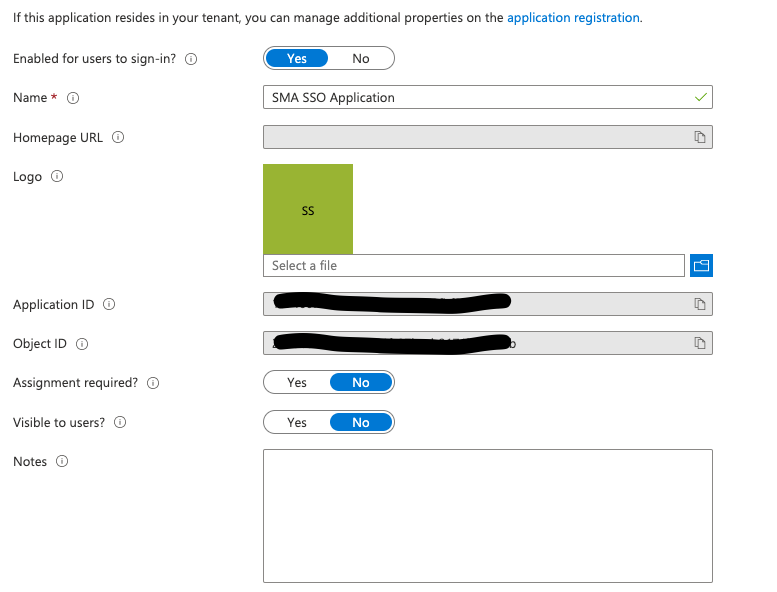 If this application resides in your tenant, you can manage additional properties on the application registration.
Enabled for users to sign-in?
Yes No
Name *
SMA SSO Application
Homepage URL
Logo
SS
Select a file
Application ID
Object ID
Assignment required?
Yes No
Visible to users?
Yes No
Notes